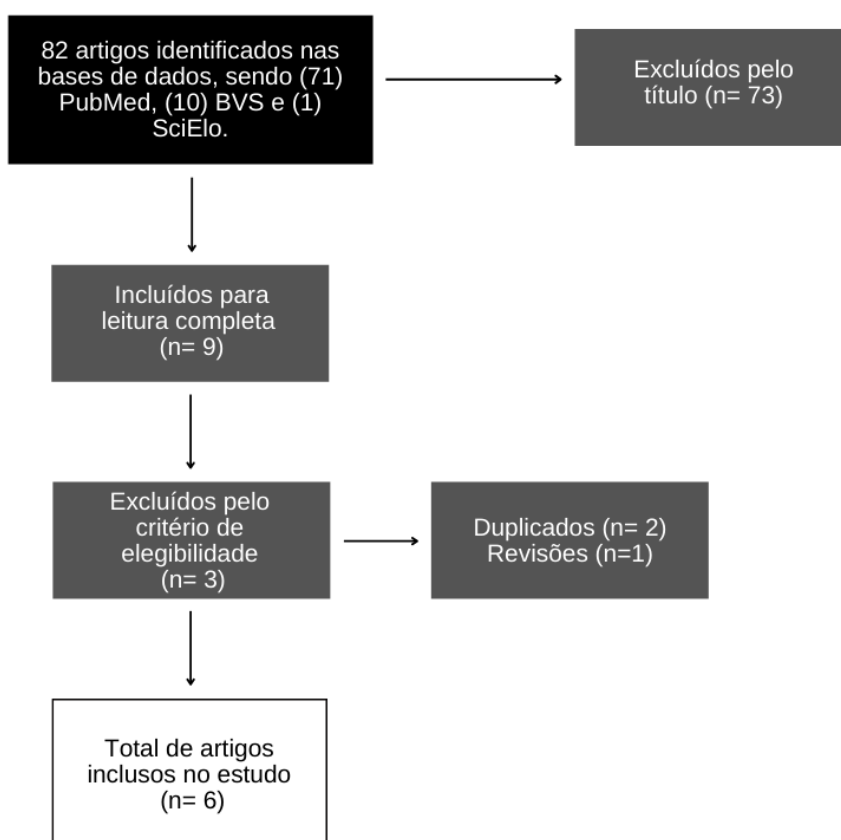 82 artigos identificados nas
bases de dados, sendo (71)
PubMed, (10) BVS e (1)
SciElo.
Excluídos pelo
título (n= 73)
Incluídos para
leitura completa
(n= 9)
Excluídos pelo
critério de
elegibilidade
(n= 3)
Duplicados (n= 2)
Revisões (n=1)
Total de artigos
inclusos no estudo
(n= 6)